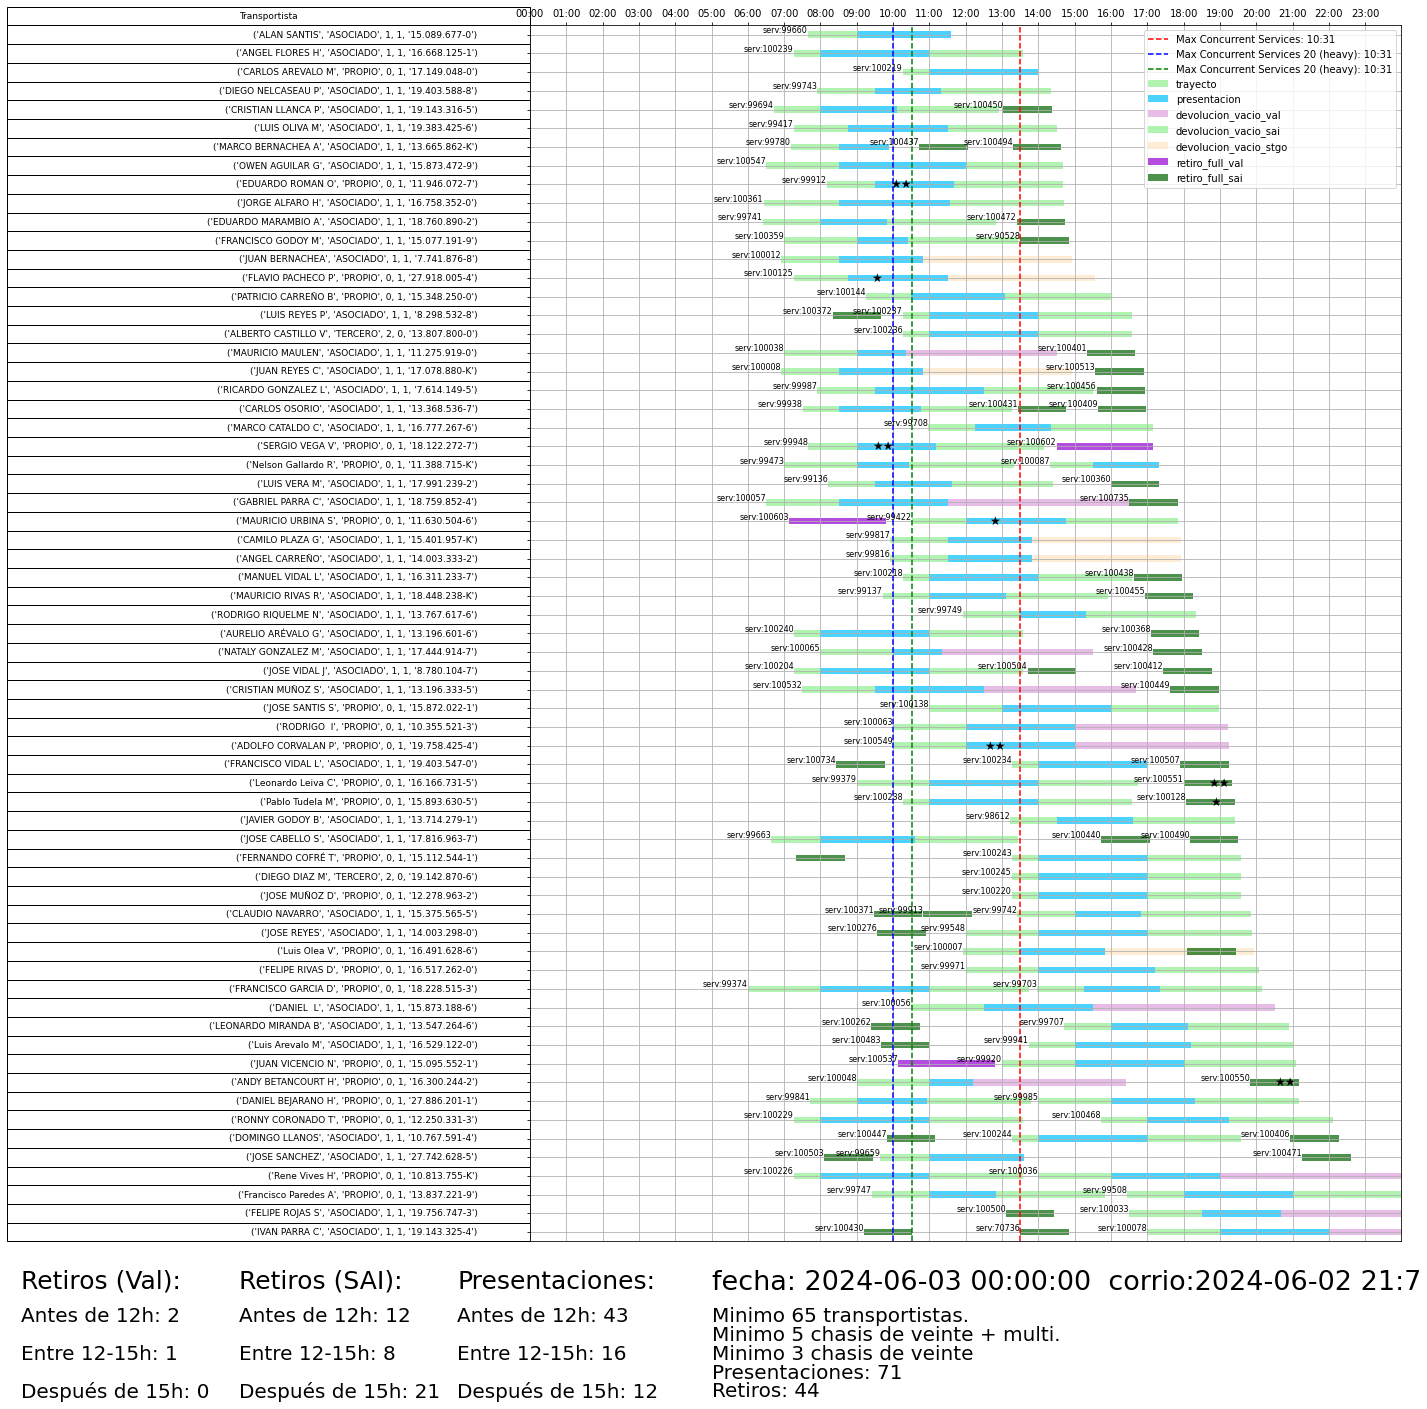 Transportista 00:00 01:00 02:00 03:00 04:00 05:00 06:00 07:00 08:00 09:00 10:00 11:00 12:00 13:00 14:00 15:00 16:00 17:00 18:00 19:00 20:00 21:00 22:00 23:00
('ALAN SANTIS', 'ASOCIADO', 1, 1, '15.089.677-0') serv:99660
('ANGEL FLORES H', 'ASOCIADO', 1, 1, '16.668.125-1') serv:100239
('CARLOS AREVALO M', 'PROPIO', 0, 1, '17.149.048-0') serv:100219
('DIEGO NELCASEAU P', 'ASOCIADO', 1, 1, '19.403.588-8') serv:99743
('CRISTIAN LLANCA P', 'ASOCIADO', 1, 1, '19.143.316-5') serv:99694 serv:100450
('LUIS OLIVA M', 'ASOCIADO', 1, 1, '19.383.425-6') serv:99417
('MARCO BERNACHEA A', 'ASOCIADO', 1, 1, '13.665.862-K') serv:99780 serv:100437 serv:100494
('OWEN AGUILAR G', 'ASOCIADO', 1, 1, '15.873.472-9') serv:100547
('EDUARDO ROMAN O', 'PROPIO', 0, 1, '11.946.072-7') serv:99912
('JORGE ALFARO H', 'ASOCIADO', 1, 1, '16.758.352-0') serv:100361
('EDUARDO MARAMBIO A', 'ASOCIADO', 1, 1, '18.760.890-2') serv:99741 serv:100472
('FRANCISCO GODOY M', 'ASOCIADO', 1, 1, '15.077.191-9') serv:100359 serv:90528
('JUAN BERNACHEA', 'ASOCIADO', 1, 1, '7.741.876-8') serv:100012
('FLAVIO PACHECO P', 'PROPIO', 0, 1, '27.918.005-4') serv:100125
('PATRICIO CARREÑO B', 'PROPIO', 0, 1, '15.348.250-0') serv:100144
('LUIS REYES P', 'ASOCIADO', 1, 1, '8.298.532-8') serv:100372 serv:100237
('ALBERTO CASTILLO V', 'TERCERO', 2, 0, '13.807.800-0') serv:100236
('MAURICIO MAULEN', 'ASOCIADO', 1, 1, '11.275.919-0') serv:100038 serv:100401
('JUAN REYES C', 'ASOCIADO', 1, 1, '17.078.880-K') serv:100008 serv:100513
('RICARDO GONZALEZ L', 'ASOCIADO', 1, 1, '7.614.149-5') serv:99987 serv:100456
('CARLOS OSORIO', 'ASOCIADO', 1, 1, '13.368.536-7') serv:99938 serv:100431 serv:100409
('MARCO CATALDO C', 'ASOCIADO', 1, 1, '16.777.267-6') serv:99708
('SERGIO VEGA V', 'PROPIO', 0, 1, '18.122.272-7') serv:99948 serv:100602
('Nelson Gallardo R', 'PROPIO', 0, 1, '11.388.715-K') serv:99473 serv:100087
('LUIS VERA M', 'ASOCIADO', 1, 1, '17.991.239-2') serv:99136 serv:100360
('GABRIEL PARRA C', 'ASOCIADO', 1, 1, '18.759.852-4') serv:100057 serv:100735
('MAURICIO URBINA S', 'PROPIO', 0, 1, '11.630.504-6') serv:100603 serv:99422
('CAMILO PLAZA G', 'ASOCIADO', 1, 1, '15.401.957-K') serv:99817
('ANGEL CARREÑO', 'ASOCIADO', 1, 1, '14.003.333-2') serv:99816
('MANUEL VIDAL L', 'ASOCIADO', 1, 1, '16.311.233-7') serv:100218 serv:100438
('MAURICIO RIVAS R', 'ASOCIADO', 1, 1, '18.448.238-K') serv:99137 serv:100455
('RODRIGO RIQUELME N', 'ASOCIADO', 1, 1, '13.767.617-6') serv:99749
('AURELIO ARÉVALO G', 'ASOCIADO', 1, 1, '13.196.601-6') serv:100240 serv:100368
('NATALY GONZALEZ M', 'ASOCIADO', 1, 1, '17.444.914-7') serv:100065 serv:100428
('JOSE VIDAL J', 'ASOCIADO', 1, 1, '8.780.104-7') serv:100204 serv:100504 serv:100412
('CRISTIAN MUÑOZ S', 'ASOCIADO', 1, 1, '13.196.333-5') serv:100532 serv:100449
('JOSE SANTIS S', 'PROPIO', 0, 1, '15.872.022-1') serv:100138
('RODRIGO  I', 'PROPIO', 0, 1, '10.355.521-3') serv:100063
('ADOLFO CORVALAN P', 'PROPIO', 0, 1, '19.758.425-4') serv:100549
('FRANCISCO VIDAL L', 'PROPIO', 0, 1, '19.403.547-0') serv:100734 serv:100234 serv:100507
('Leonardo Leiva C', 'PROPIO', 0, 1, '16.166.731-5') serv:99379 serv:100551
('Pablo Tudela M', 'PROPIO', 0, 1, '15.893.630-5') serv:100238 serv:100128
('JAVIER GODOY B', 'PROPIO', 0, 1, '13.714.279-1') serv:98612
('JOSE CABELLO S', 'PROPIO', 0, 1, '17.816.963-7') serv:99663 serv:100440 serv:100490
('FERNANDO COFRÉ T', 'PROPIO', 0, 1, '15.112.544-1') serv:100243
('DIEGO DIAZ M', 'TERCERO', 2, 0, '19.142.870-6') serv:100245
('JOSE MUÑOZ D', 'PROPIO', 0, 1, '12.278.963-2') serv:100220
('CLAUDIO NAVARRO', 'ASOCIADO', 1, 1, '15.375.565-5') serv:100371 serv:99913 serv:99742
('JOSE REYES', 'ASOCIADO', 1, 1, '14.003.298-0') serv:100276 serv:99548
('Luis Olea V', 'PROPIO', 0, 1, '16.491.628-6') serv:100007
('FELIPE RIVAS D', 'PROPIO', 0, 1, '16.517.262-0') serv:99971
('FRANCISCO GARCIA D', 'PROPIO', 0, 1, '18.228.515-3') serv:99374 serv:99703
('DANIEL  L', 'ASOCIADO', 1, 1, '15.873.188-6') serv:100056
('LEONARDO MIRANDA B', 'ASOCIADO', 1, 1, '13.547.264-6') serv:100262 serv:99707
('Luis Arevalo M', 'ASOCIADO', 1, 1, '16.529.122-0') serv:100483 serv:99941
('JUAN VICENCIO N', 'PROPIO', 0, 1, '15.095.552-1') serv:100537 serv:99920
('ANDY BETANCOURT H', 'PROPIO', 0, 1, '16.300.244-2') serv:100048 serv:100550
('DANIEL BEJARANO H', 'PROPIO', 0, 1, '27.886.201-1') serv:99841 serv:99985
('RONNY CORONADO T', 'PROPIO', 0, 1, '12.250.331-3') serv:100229 serv:100468
('DOMINGO LLANOS', 'ASOCIADO', 1, 1, '10.767.591-4') serv:100447 serv:100244 serv:100406
('JOSE SANCHEZ', 'ASOCIADO', 1, 1, '27.742.628-5') serv:100503 serv:99659 serv:100471
('Rene Vives H', 'PROPIO', 0, 1, '10.813.755-K') serv:100226 serv:100036
('Francisco Paredes A', 'PROPIO', 0, 1, '13.837.221-9') serv:99747 serv:99508
('FELIPE ROJAS S', 'ASOCIADO', 1, 1, '19.756.747-3') serv:100500 serv:100033
('IVAN PARRA C', 'ASOCIADO', 1, 1, '19.143.325-4') serv:100430 serv:70736 serv:100078
Max Concurrent Services: 10:31
Max Concurrent Services 20 (heavy): 10:31
Max Concurrent Services 20 (heavy): 10:31
trayecto
presentacion
devolucion_vacio_val
devolucion_vacio_sai
devolucion_vacio_stgo
retiro_full_val
retiro_full_sai
Retiros (Val):
Antes de 12h: 2
Entre 12-15h: 1
Después de 15h: 0
Retiros (SAI):
Antes de 12h: 12
Entre 12-15h: 8
Después de 15h: 21
Presentaciones:
Antes de 12h: 43
Entre 12-15h: 16
Después de 15h: 12
fecha: 2024-06-03 00:00:00  corrio:2024-06-02 21:7
Minimo 65 transportistas.
Minimo 5 chasis de veinte + multi.
Minimo 3 chasis de veinte
Presentaciones: 71
Retiros: 44